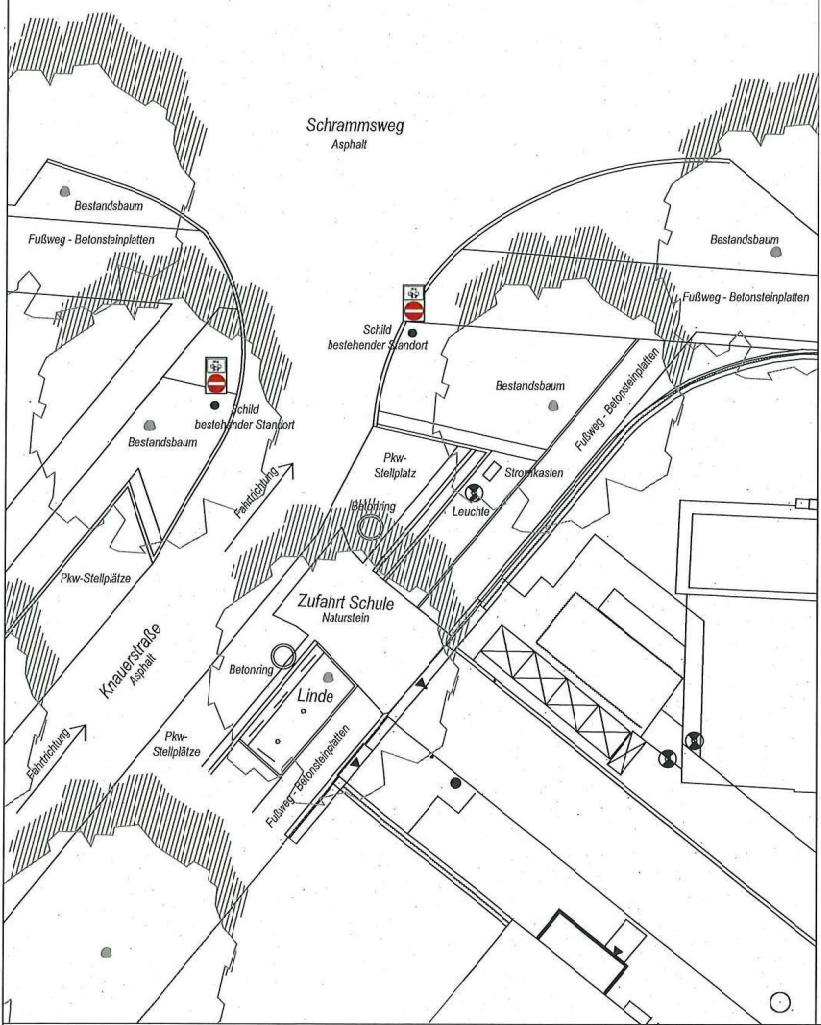 Schrammsweg
Asphalt
Bestandsbaum
Fußweg - Betonsteinplatten
Bestandsbaum
Fußweg - Betonsteinplatten
Schild
bestehender Standort
Schild
bestehender Standort
Bestandsbaum
Bestandsbaum
Fußweg - Betonsteinplatten
Pkw-
Stellplatz
Stromkasten
Leuchte
Betonring
Fahrtrichtung
Pkw-Stellplätze
Zufahrt Schule
Naturstein
Knauerstraße
Asphalt
Betonring
Linde
Pkw-
Stellplätze
Fahrtrichtung
Fußweg - Betonsteinplatten